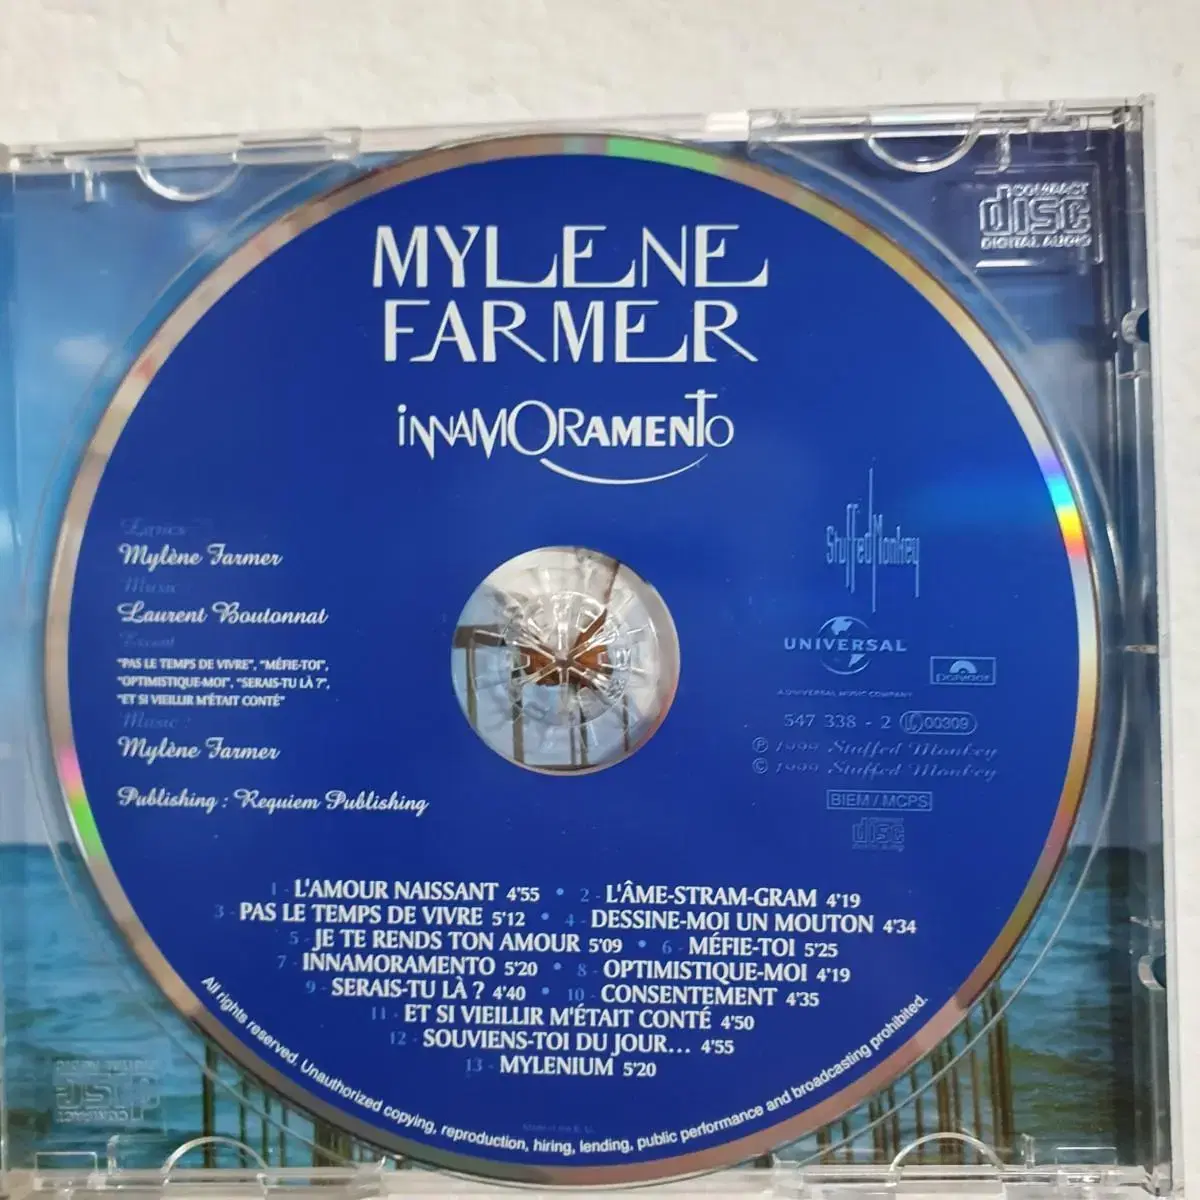 MYLENE
FARMER
iNNAMORAMENTO
COMPACT
disc
DIGITAL AUDIO
Lyrics :
Mylène Farmer
Music :
Laurent Boutonnat
Except
"PAS LE TEMPS DE VIVRE", "MÉFIE-TOI",
"OPTIMISTIQUE-MOI", "SERAIS-TU LÀ ?",
"ET SI VIEILLIR M'ÉTAIT CONTÉ"
Music :
Mylène Farmer
Publishing : Requiem Publishing
Stuffed Monkey
UNIVERSAL
polydor
A UNIVERSAL MUSIC COMPANY
547 338 - 2 LC 00309
℗ 1999 Stuffed Monkey
© 1999 Stuffed Monkey
BIEM / MCPS
disc
1 - L'AMOUR NAISSANT 4'55 • 2 - L'ÂME-STRAM-GRAM 4'19
3 - PAS LE TEMPS DE VIVRE 5'12 • 4 - DESSINE-MOI UN MOUTON 4'34
5 - JE TE RENDS TON AMOUR 5'09 • 6 - MÉFIE-TOI 5'25
7 - INNAMORAMENTO 5'20 • 8 - OPTIMISTIQUE-MOI 4'19
9 - SERAIS-TU LÀ ? 4'40 • 10 - CONSENTEMENT 4'35
11 - ET SI VIEILLIR M'ÉTAIT CONTÉ 4'50
12 - SOUVIENS-TOI DU JOUR... 4'55
13 - MYLENIUM 5'20
All rights reserved. Unauthorized copying, reproduction, hiring, lending, public performance and broadcasting prohibited.
Made in the E. U.